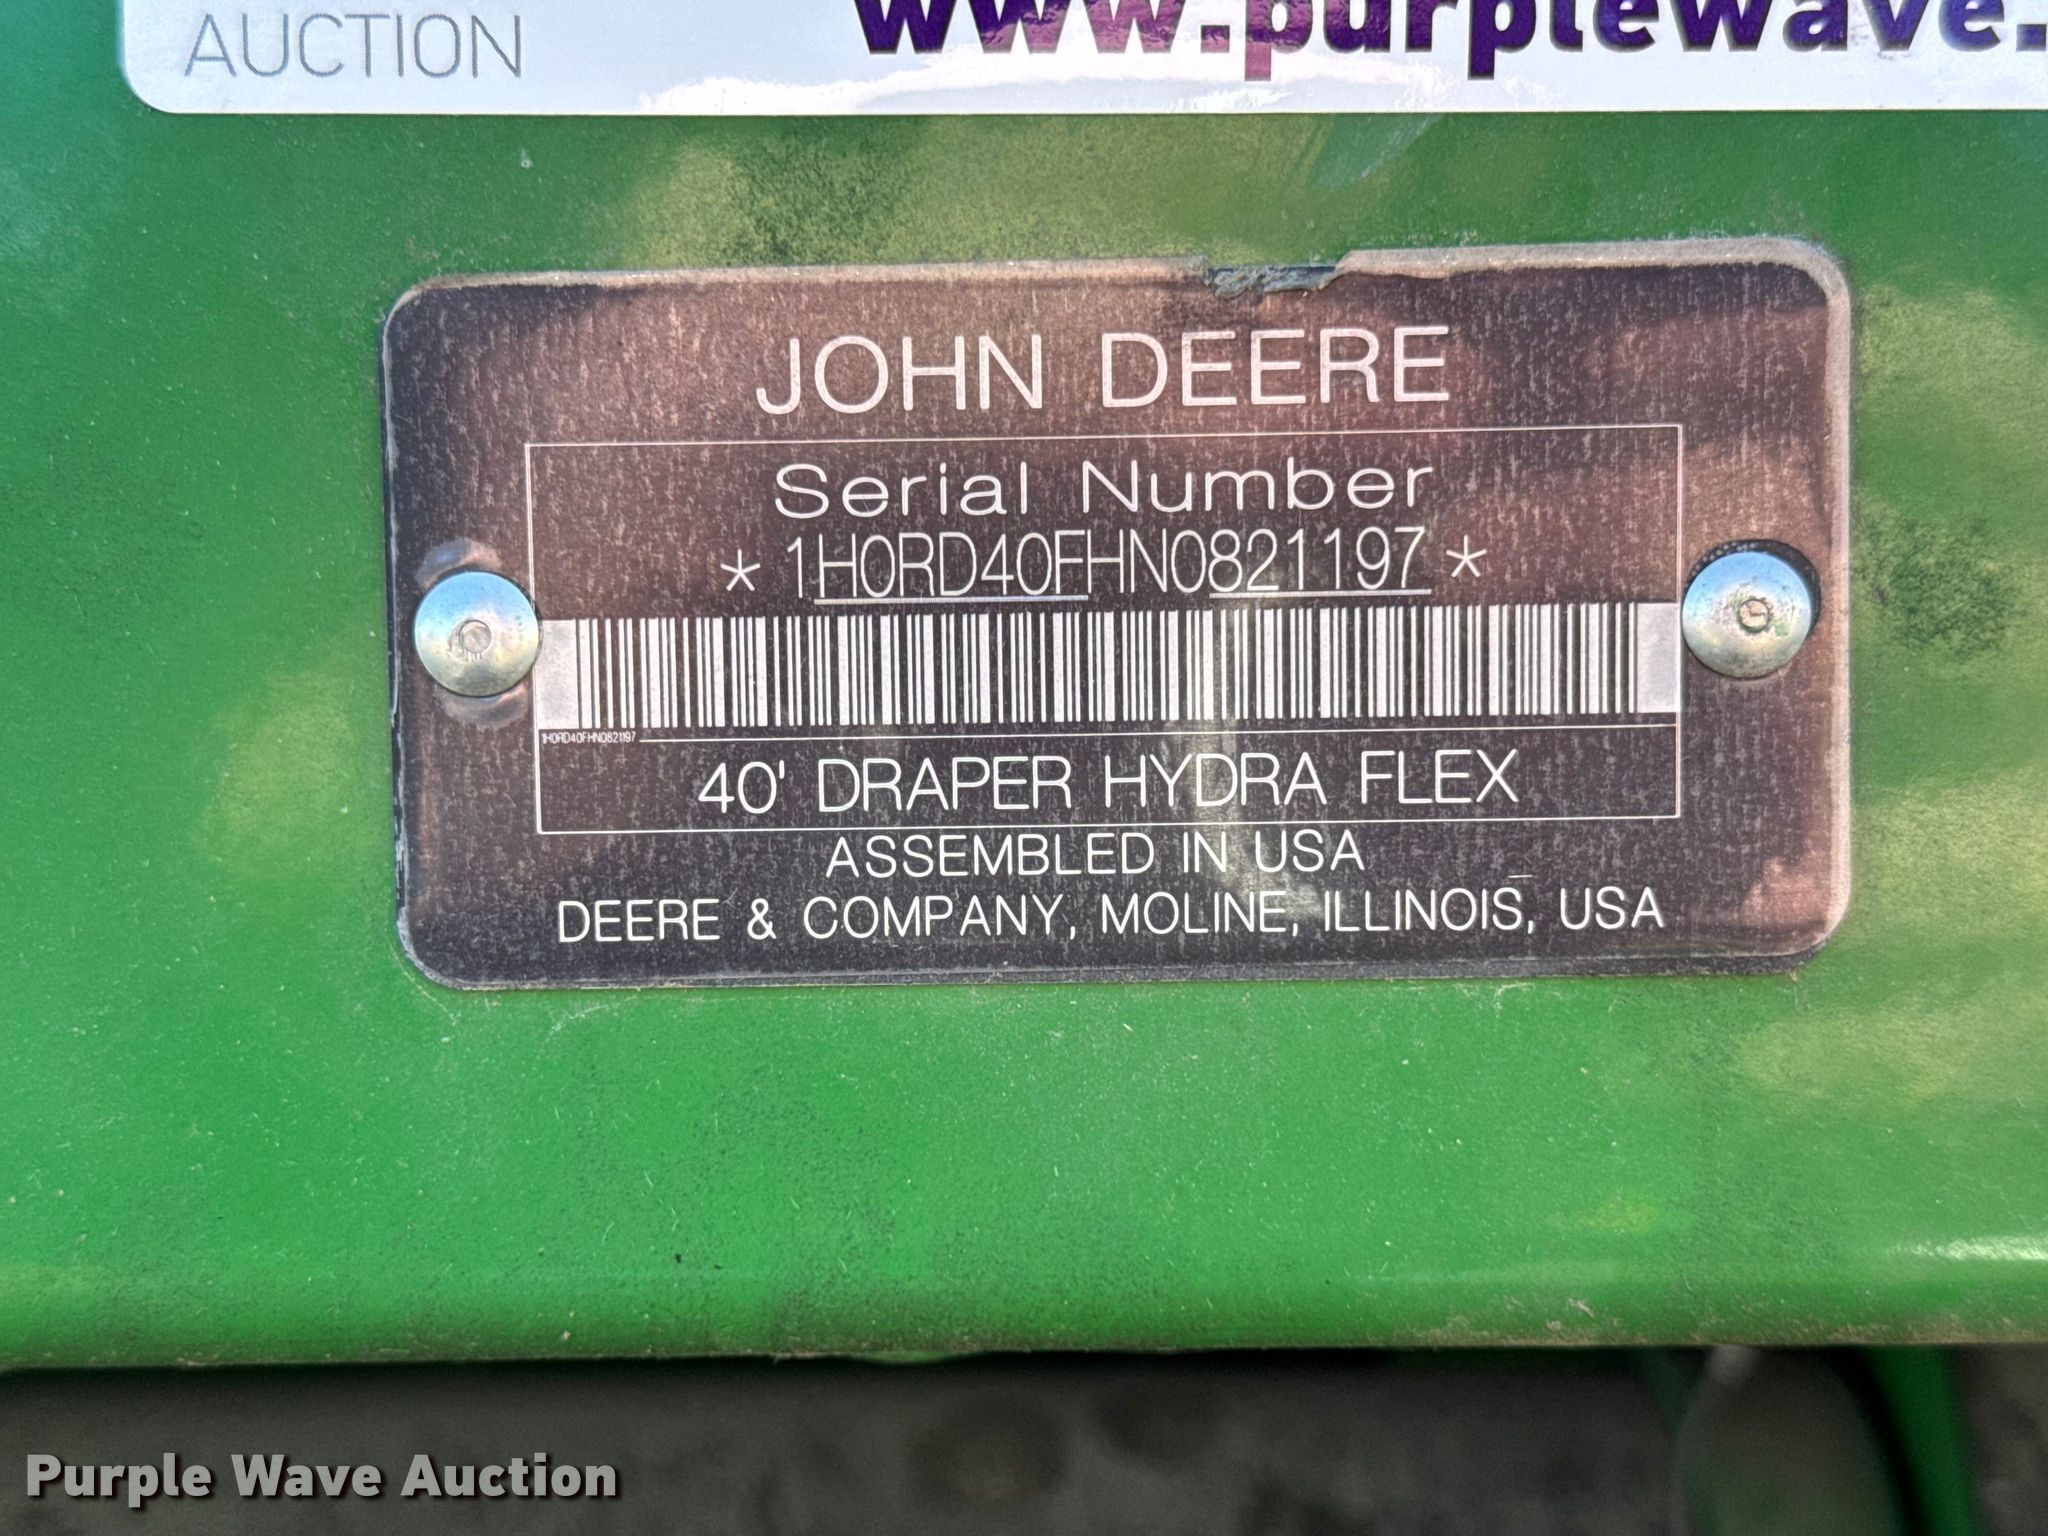 AUCTION
www.purplewave.
JOHN DEERE
Serial Number
*1H0RD40FHN0821197*
1H0RD40FHN0821197
40' DRAPER HYDRA FLEX
ASSEMBLED IN USA
DEERE & COMPANY, MOLINE, ILLINOIS, USA
Purple Wave Auction